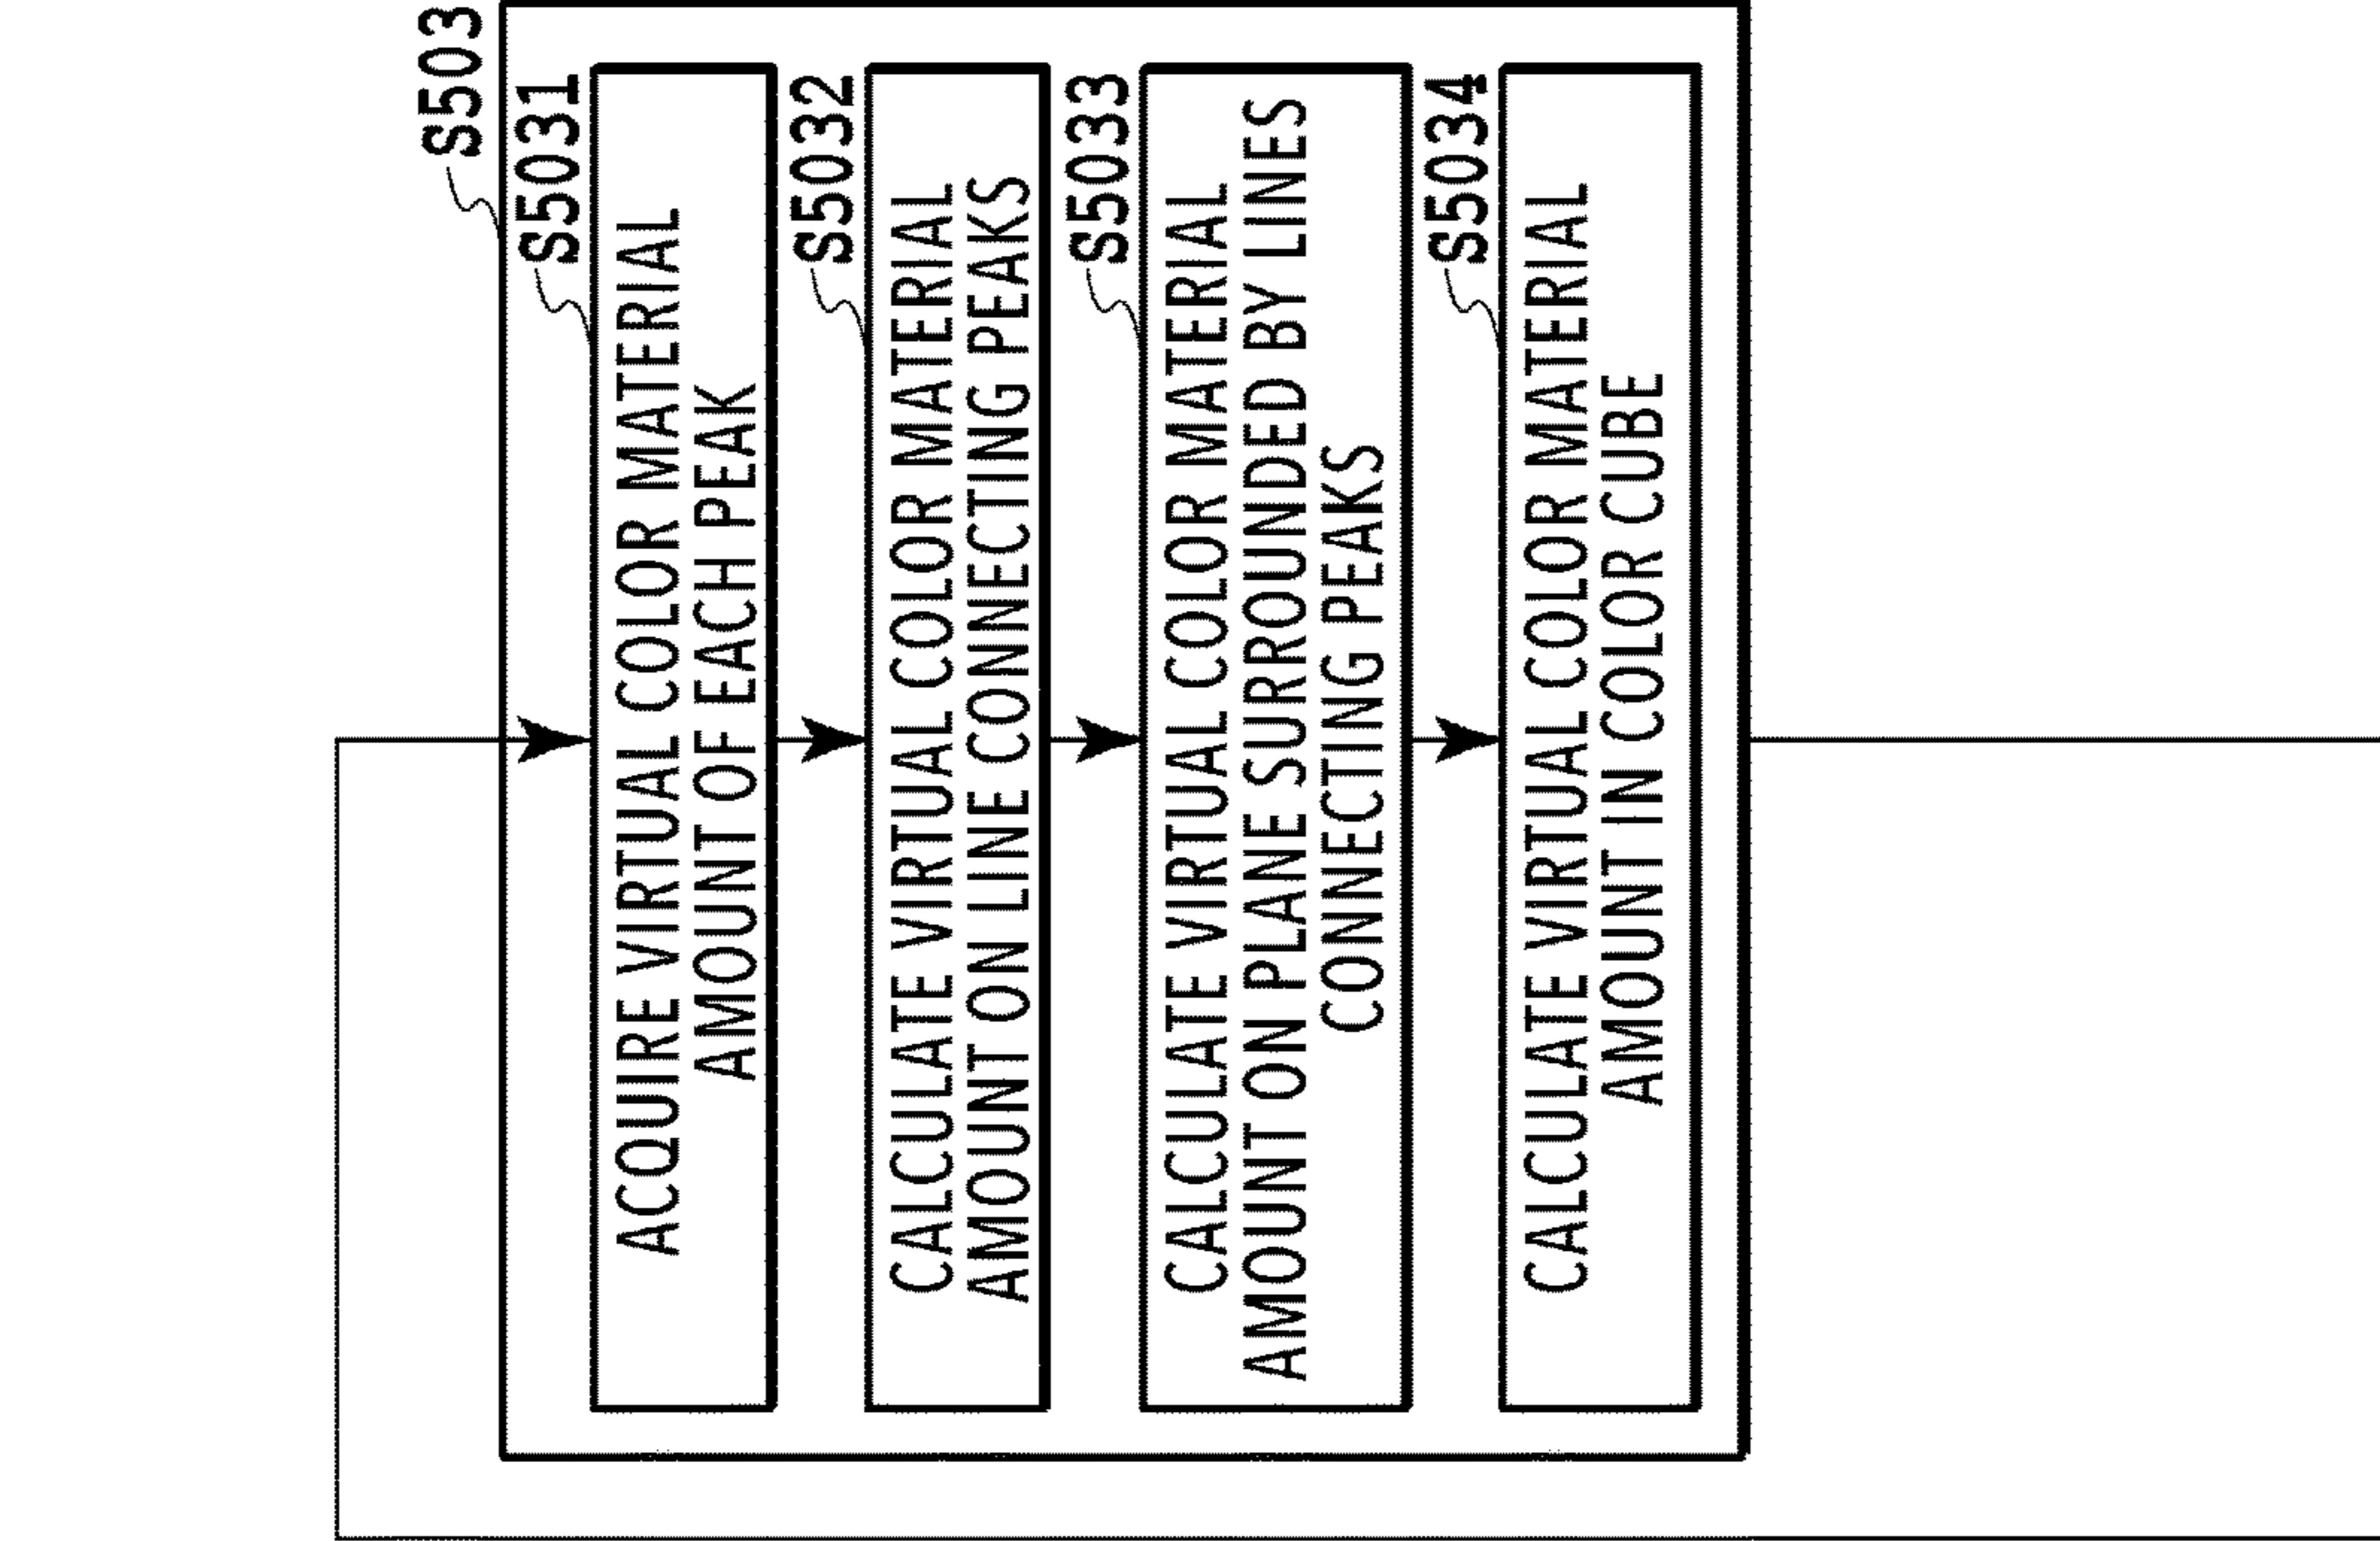 S503
S5031
ACQUIRE VIRTUAL COLOR MATERIAL
AMOUNT OF EACH PEAK
S5032
CALCULATE VIRTUAL COLOR MATERIAL
AMOUNT ON LINE CONNECTING PEAKS
S5033
CALCULATE VIRTUAL COLOR MATERIAL
AMOUNT ON PLANE SURROUNDED BY LINES
CONNECTING PEAKS
S5034
CALCULATE VIRTUAL COLOR MATERIAL
AMOUNT IN COLOR CUBE